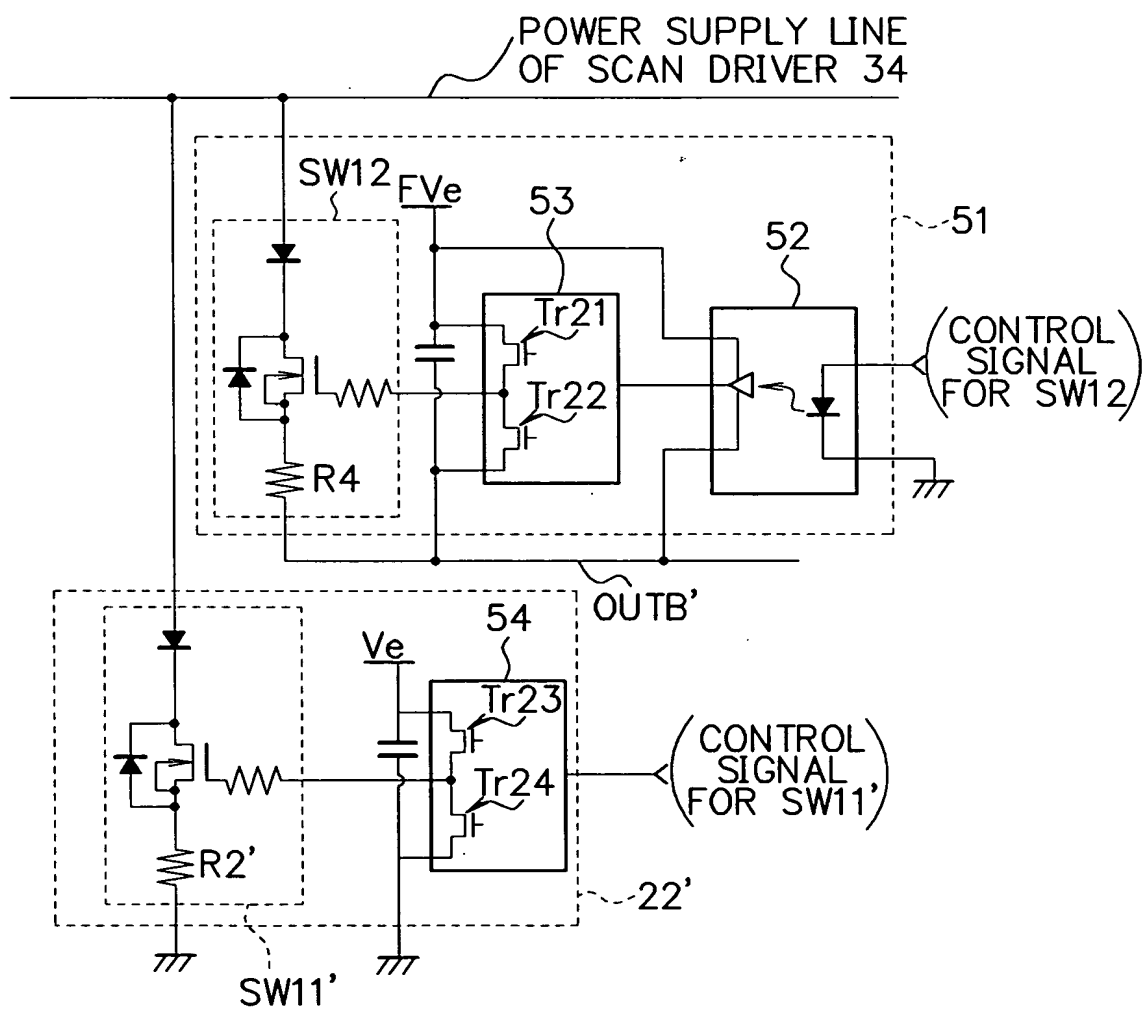 POWER SUPPLY LINE
OF SCAN DRIVER 34
SW12
FVe
53
52
51
Tr21
Tr22
R4
(CONTROL
SIGNAL
FOR SW12)
OUTB'
54
Ve
Tr23
Tr24
R2'
(CONTROL
SIGNAL
FOR SW11')
22'
SW11'